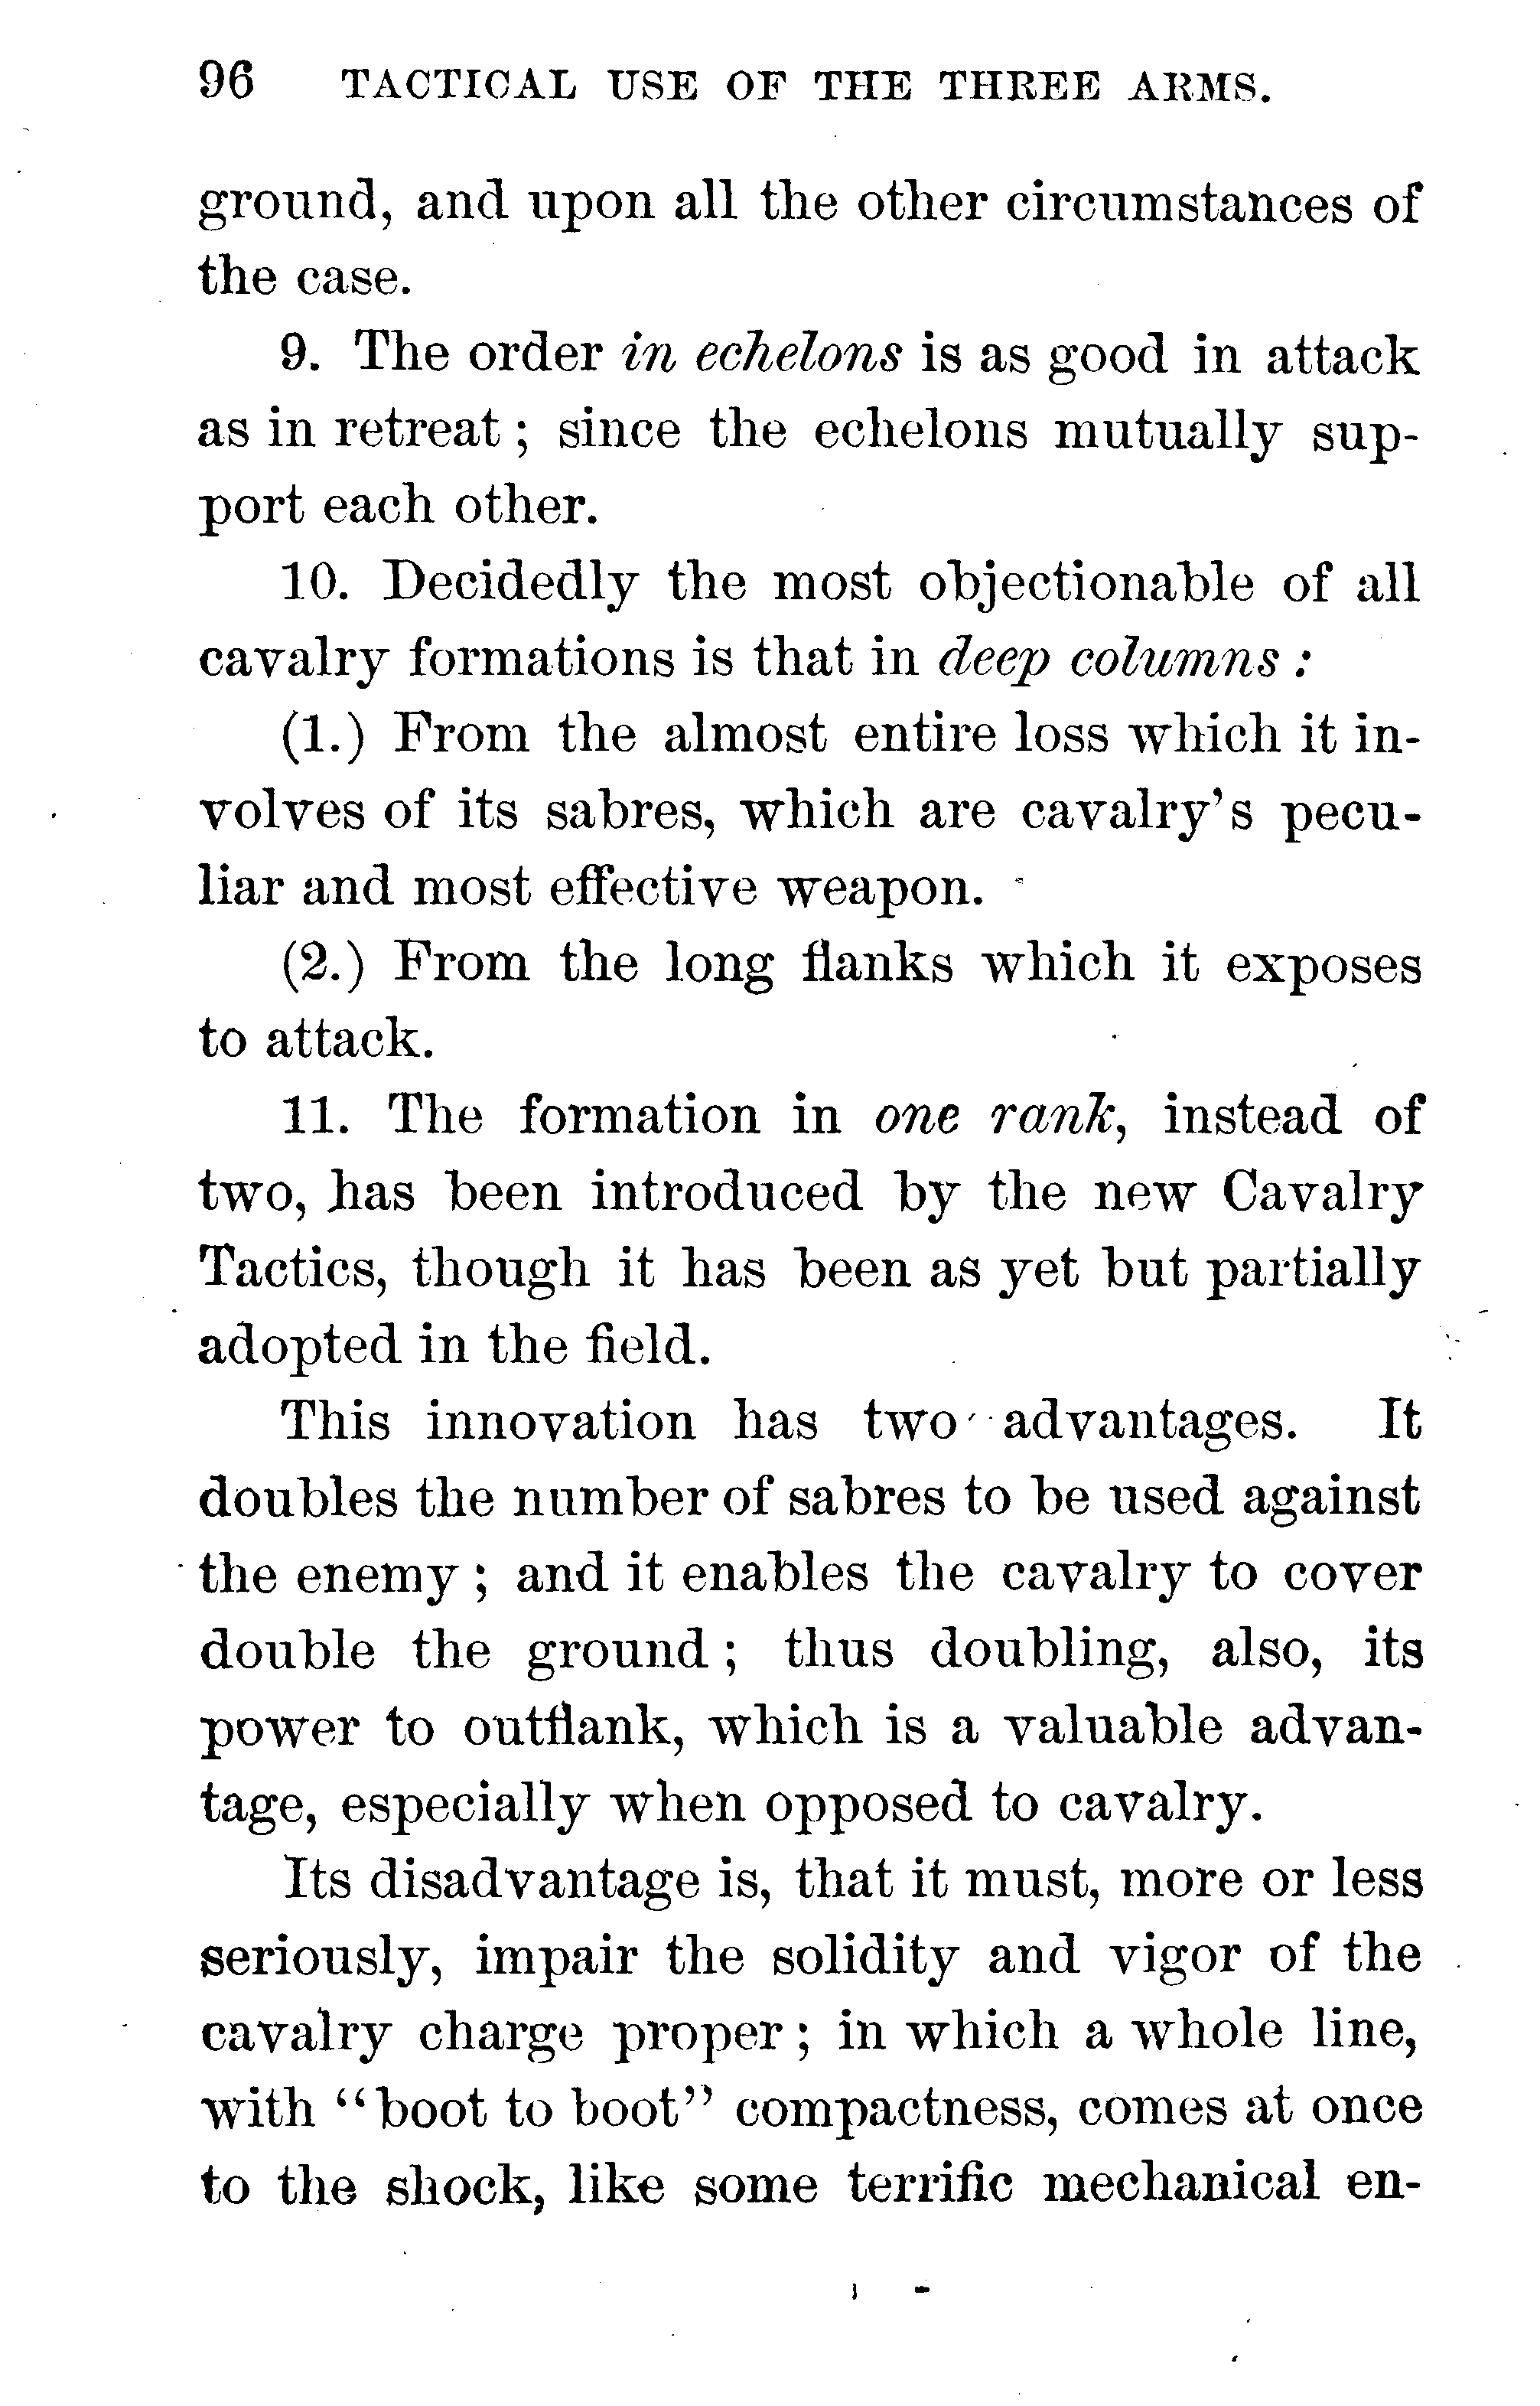 96 TACTICAL USE OF THE THREE ARMS.
ground, and upon all the other circumstances of
the case.
9. The order in echelons is as good in attack
as in retreat ; since the echelons mutually sup-
port each other.
10. Decidedly the most objectionable of all
cavalry formations is that in deep columns :
(1.) From the almost entire loss which it in-
volves of its sabres, which are cavalry's pecu-
liar and most effective weapon.
(2.) From the long flanks which it exposes
to attack.
11. The formation in one rank, instead of
two, has been introduced by the new Cavalry
Tactics, though it has been as yet but partially
adopted in the field.
This innovation has two advantages. It
doubles the number of sabres to be used against
the enemy ; and it enables the cavalry to cover
double the ground ; thus doubling, also, its
power to outflank, which is a valuable advan-
tage, especially when opposed to cavalry.
Its disadvantage is, that it must, more or less
seriously, impair the solidity and vigor of the
cavalry charge proper ; in which a whole line,
with "boot to boot" compactness, comes at once
to the shock, like some terrific mechanical en-